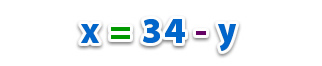 x = 34 - y